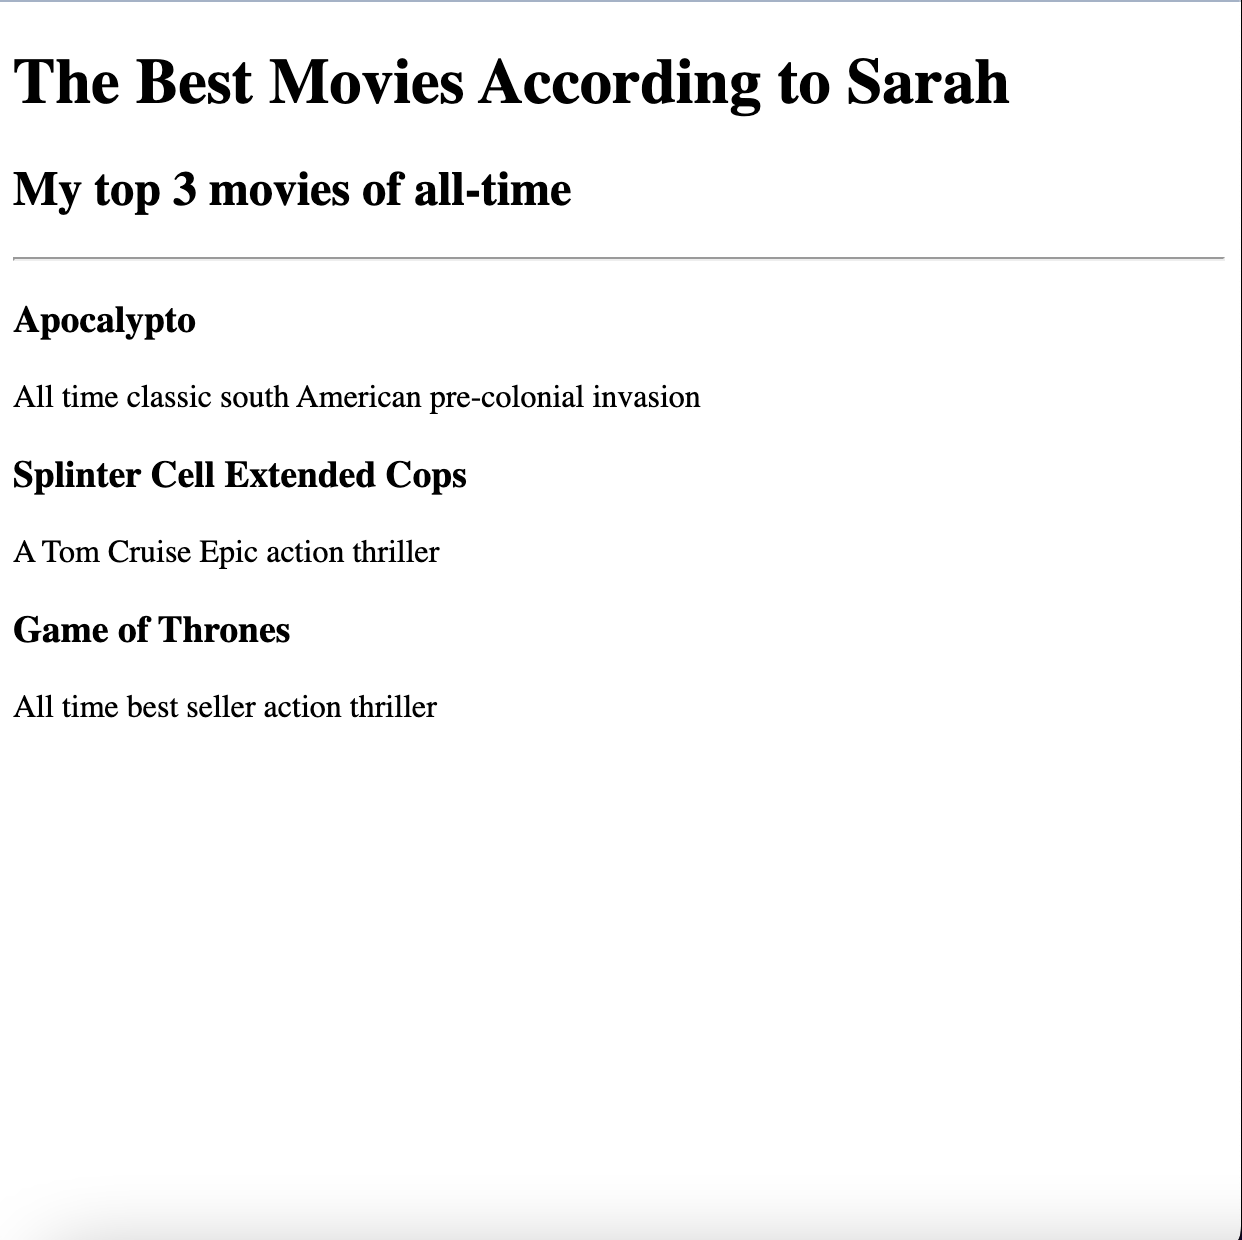 The Best Movies According to Sarah
My top 3 movies of all-time
Apocalypto
All time classic south American pre-colonial invasion
Splinter Cell Extended Cops
A Tom Cruise Epic action thriller
Game of Thrones
All time best seller action thriller